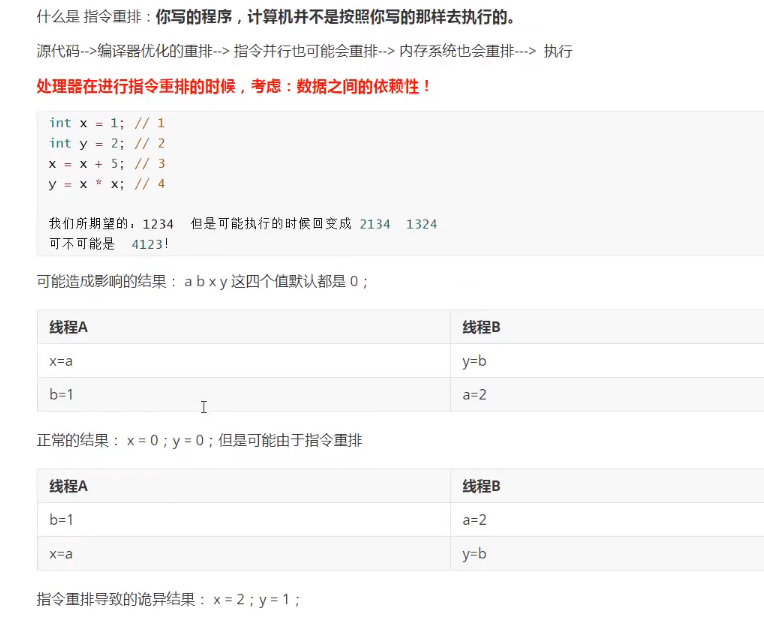 什么是 指令重排：你写的程序，计算机并不是按照你写的那样去执行的。
源代码-->编译器优化的重排--> 指令并行也可能会重排--> 内存系统也会重排---> 执行
处理器在进行指令重排的时候，考虑：数据之间的依赖性！
int x = 1; // 1
int y = 2; // 2
x = x + 5; // 3
y = x * x; // 4
我们所期望的：1234 但是可能执行的时候回变成 2134 1324
可不可能是 4123!
可能造成影响的结果： a b x y 这四个值默认都是 0；
线程A 线程B
x=a y=b
b=1 a=2
正常的结果： x = 0；y = 0；但是可能由于指令重排
线程A 线程B
b=1 a=2
x=a y=b
指令重排导致的诡异结果： x = 2；y = 1；